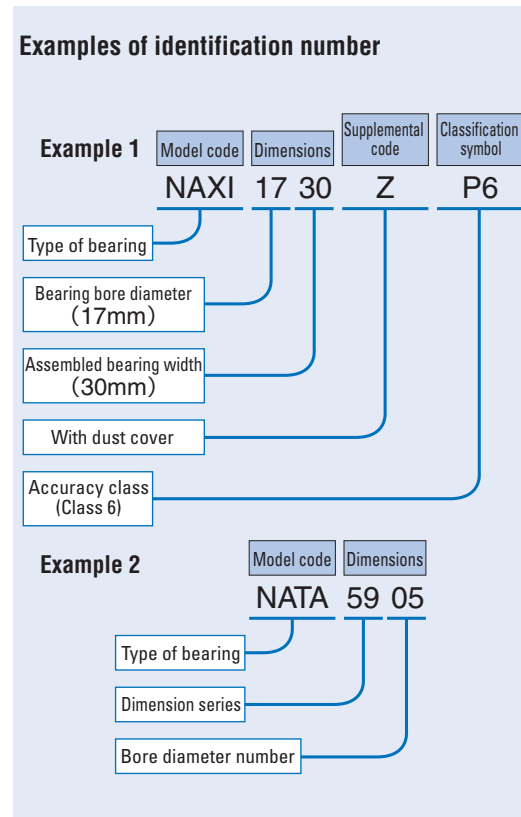 Examples of identification number
Example 1
Model code
Dimensions
Supplemental
code
Classification
symbol
NAXI 17 30 Z P6
Type of bearing
Bearing bore diameter
(17mm)
Assembled bearing width
(30mm)
With dust cover
Accuracy class
(Class 6)
Example 2
Model code
Dimensions
NATA 59 05
Type of bearing
Dimension series
Bore diameter number